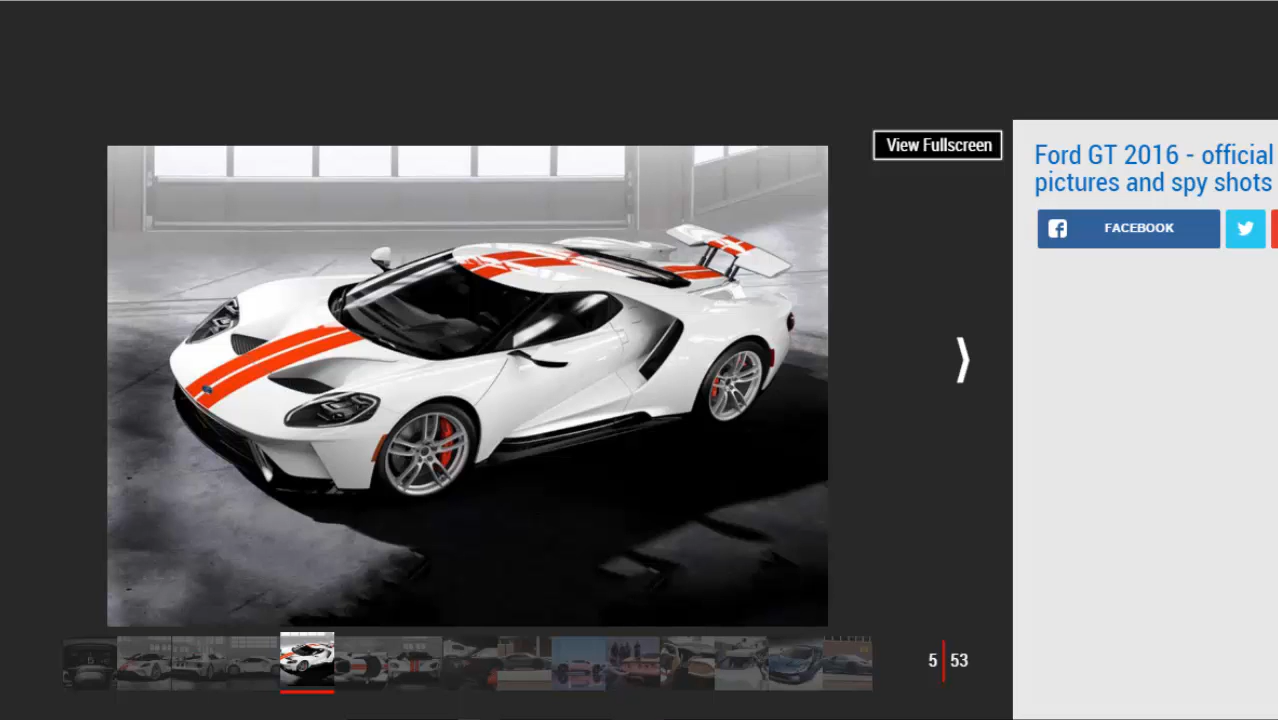 View Fullscreen
Ford GT 2016 - official
pictures and spy shots
FACEBOOK
5 53